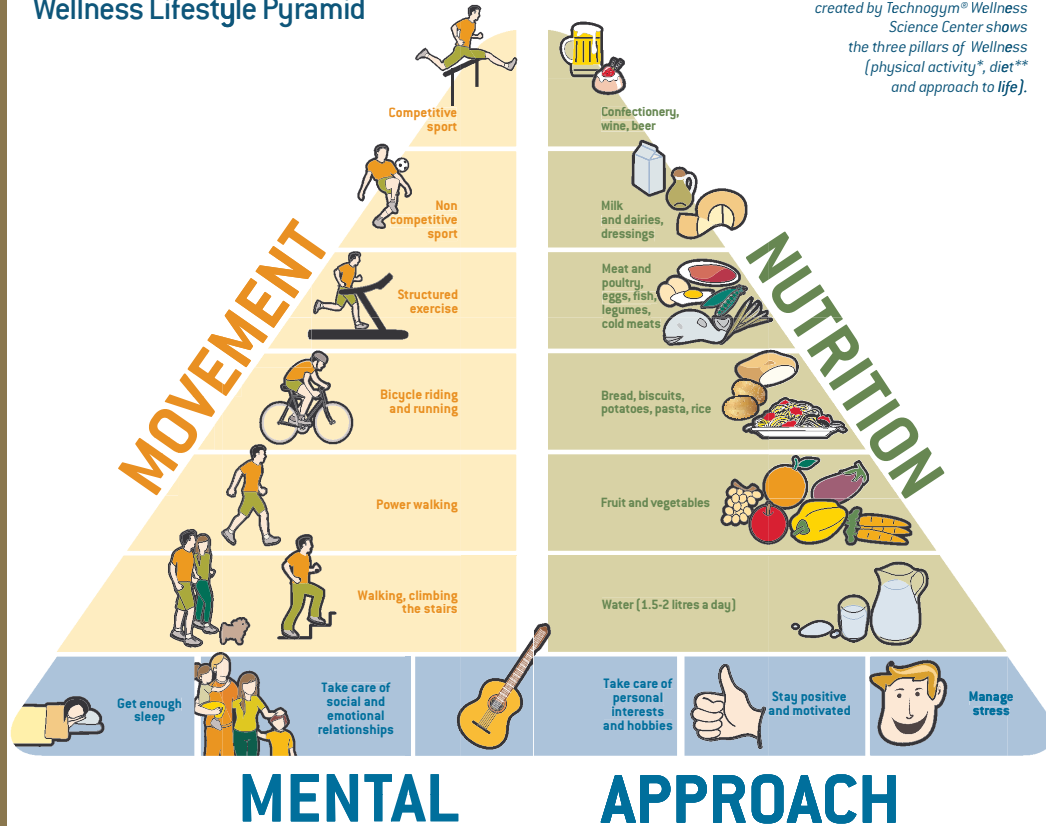 Wellness Lifestyle Pyramid
created by Technogym® Wellness
Science Center shows
the three pillars of Wellness
(physical activity*, diet**
and approach to life).
MOVEMENT
Competitive
sport
Non
competitive
sport
Structured
exercise
Bicycle riding
and running
Power walking
Walking, climbing
the stairs
NUTRITION
Confectionery,
wine, beer
Milk
and dairies,
dressings
Meat and
poultry,
eggs, fish,
legumes,
cold meats
Bread, biscuits,
potatoes, pasta, rice
Fruit and vegetables
Water (1.5-2 litres a day)
Get enough
sleep
Take care of
social and
emotional
relationships
Take care of
personal
interests
and hobbies
Stay positive
and motivated
Manage
stress
MENTAL APPROACH